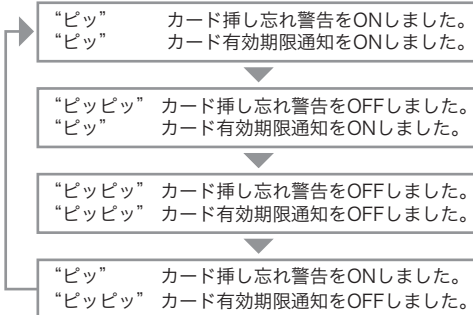 “ピッ” カード挿し忘れ警告をONしました。
“ピッ” カード有効期限通知をONしました。
“ピッピッ” カード挿し忘れ警告をOFFしました。
“ピッ” カード有効期限通知をONしました。
“ピッピッ” カード挿し忘れ警告をOFFしました。
“ピッピッ” カード有効期限通知をOFFしました。
“ピッ” カード挿し忘れ警告をONしました。
“ピッピッ” カード有効期限通知をOFFしました。